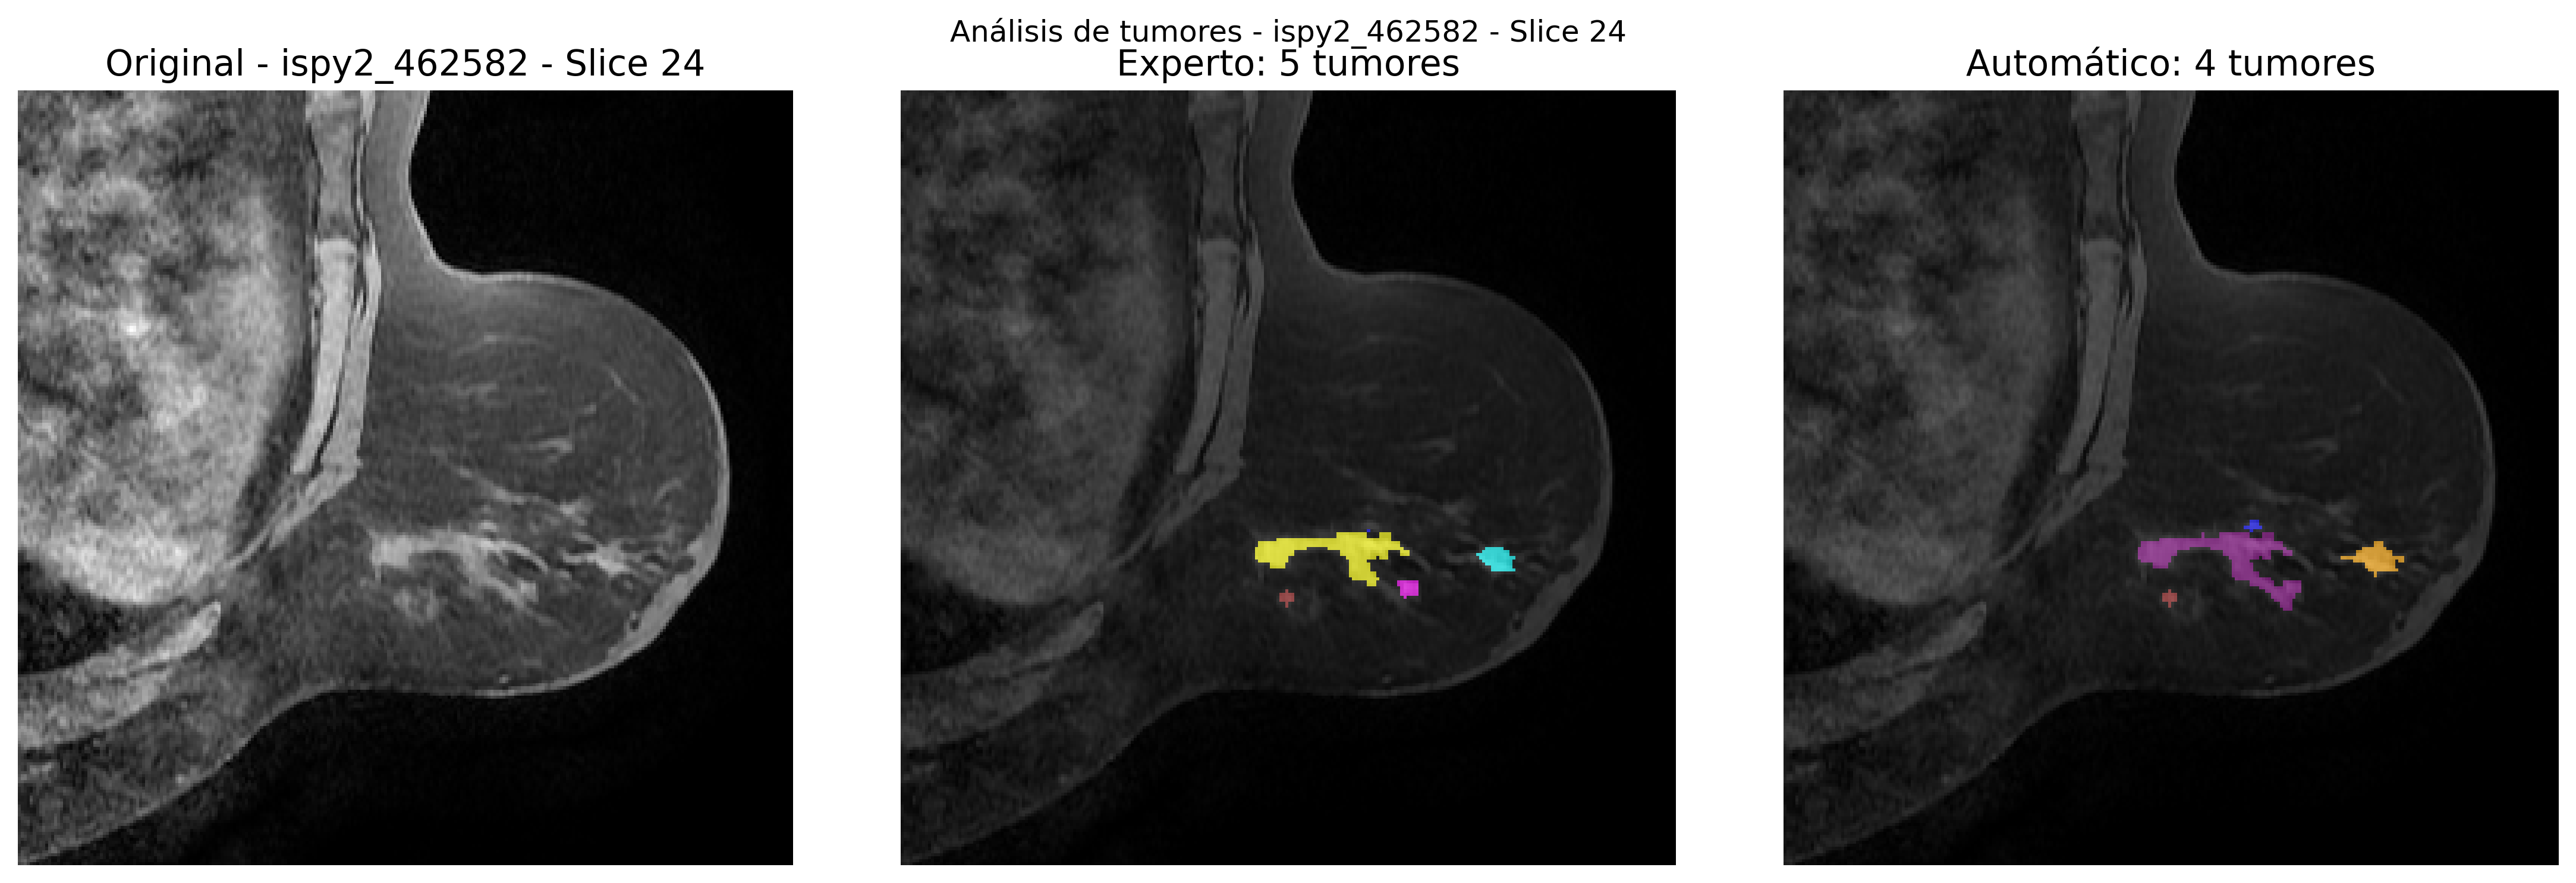 Análisis de tumores - ispy2_462582 - Slice 24
Original - ispy2_462582 - Slice 24
Experto: 5 tumores
Automático: 4 tumores